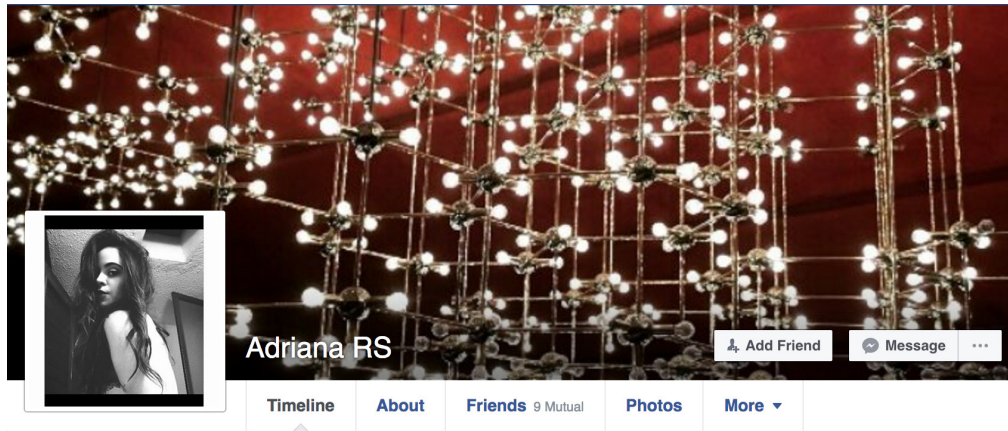 Adriana RS
Add Friend
Message
Timeline
About
Friends 9 Mutual
Photos
More